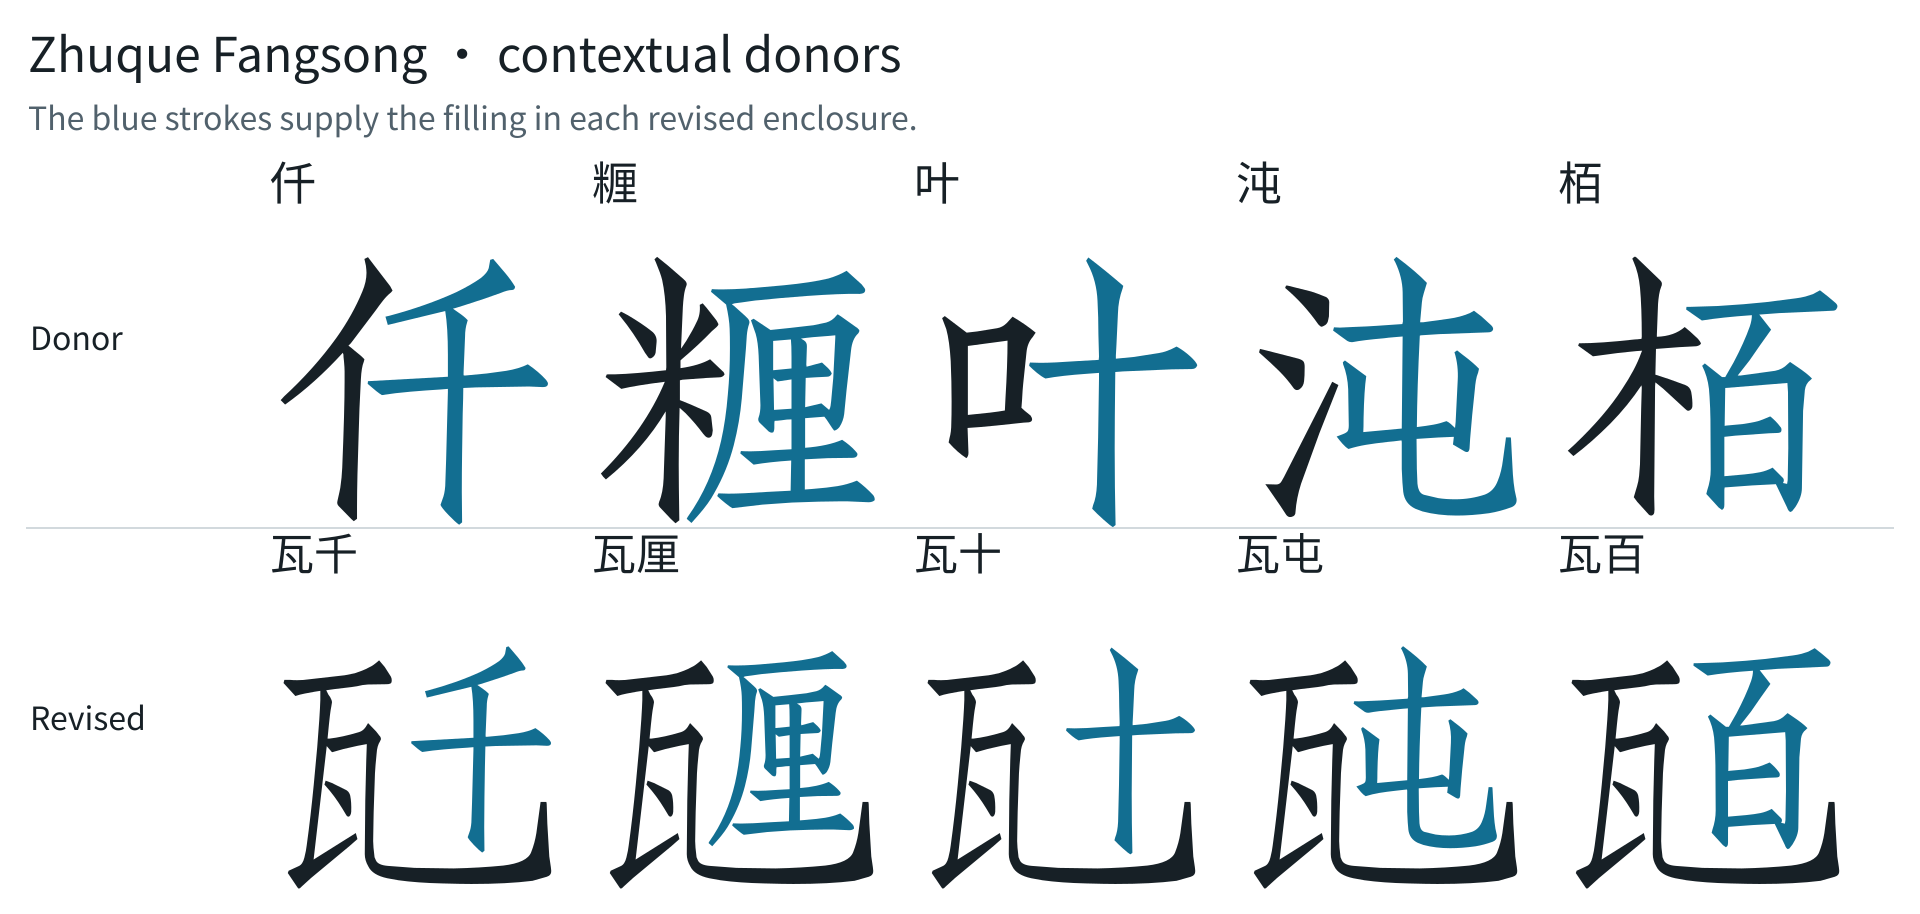 Zhuque Fangsong · contextual donors
The blue strokes supply the filling in each revised enclosure.
仟 糎 叶 沌 栢
Donor 仟 糎 叶 沌 栢
瓦千 瓦厘 瓦十 瓦屯 瓦百
Revised 瓩 甅 瓧 瓲 瓸